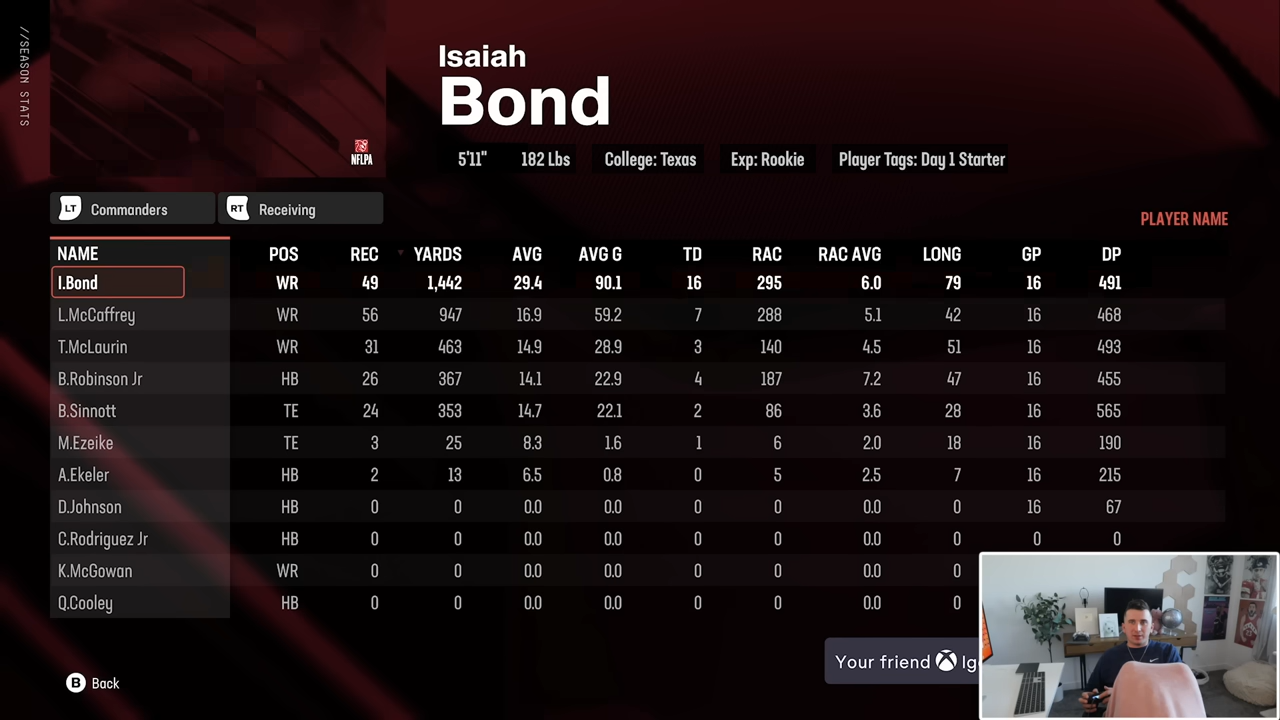 //SEASON STATS
Isaiah
Bond
NFLPA
5'11" 182 Lbs College: Texas Exp: Rookie Player Tags: Day 1 Starter
LT Commanders RT Receiving
PLAYER NAME
NAME POS REC YARDS AVG AVG G TD RAC RAC AVG LONG GP DP
I.Bond WR 49 1,442 29.4 90.1 16 295 6.0 79 16 491
L.McCaffrey WR 56 947 16.9 59.2 7 288 5.1 42 16 468
T.McLaurin WR 31 463 14.9 28.9 3 140 4.5 51 16 493
B.Robinson Jr HB 26 367 14.1 22.9 4 187 7.2 47 16 455
B.Sinnott TE 24 353 14.7 22.1 2 86 3.6 28 16 565
M.Ezeike TE 3 25 8.3 1.6 1 6 2.0 18 16 190
A.Ekeler HB 2 13 6.5 0.8 0 5 2.5 7 16 215
D.Johnson HB 0 0 0.0 0.0 0 0 0.0 0 16 67
C.Rodriguez Jr HB 0 0 0.0 0.0 0 0 0.0 0 0 0
K.McGowan WR 0 0 0.0 0.0 0 0 0.0 0
Q.Cooley HB 0 0 0.0 0.0 0 0 0.0 0
Your friend Ig
B Back